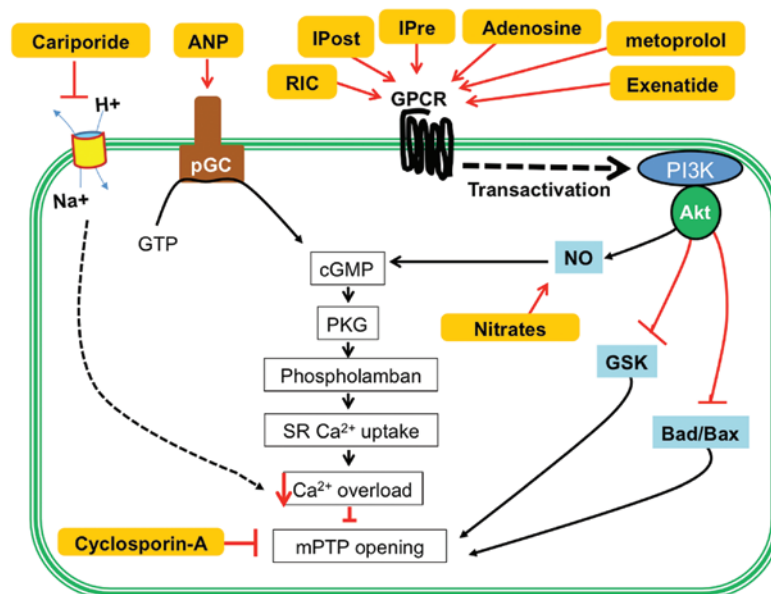 Cariporide
ANP
IPost
IPre
Adenosine
metoprolol
RIC
GPCR
Exenatide
H+
pGC
PI3K
Transactivation
Akt
Na+
GTP
cGMP
NO
PKG
Nitrates
GSK
Phospholamban
SR Ca²⁺ uptake
Bad/Bax
Ca²⁺ overload
Cyclosporin-A
mPTP opening